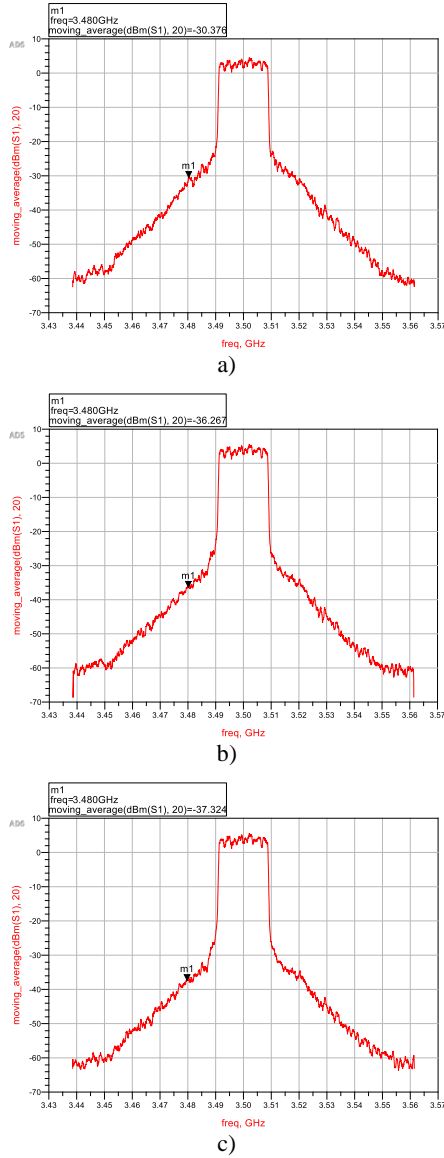 m1
freq=3.480GHz
moving_average(dBm(S1), 20)=-30.376
AD6
10
0
-10
-20
-30
-40
-50
-60
-70
moving_average(dBm(S1), 20)
m1
3.43 3.44 3.45 3.46 3.47 3.48 3.49 3.50 3.51 3.52 3.53 3.54 3.55 3.56 3.57
freq, GHz
a)
m1
freq=3.480GHz
moving_average(dBm(S1), 20)=-36.267
AD5
10
0
-10
-20
-30
-40
-50
-60
-70
moving_average(dBm(S1), 20)
m1
3.43 3.44 3.45 3.46 3.47 3.48 3.49 3.50 3.51 3.52 3.53 3.54 3.55 3.56 3.57
freq, GHz
b)
m1
freq=3.480GHz
moving_average(dBm(S1), 20)=-37.324
AD6
10
0
-10
-20
-30
-40
-50
-60
-70
moving_average(dBm(S1), 20)
m1
3.43 3.44 3.45 3.46 3.47 3.48 3.49 3.50 3.51 3.52 3.53 3.54 3.55 3.56 3.57
freq, GHz
c)